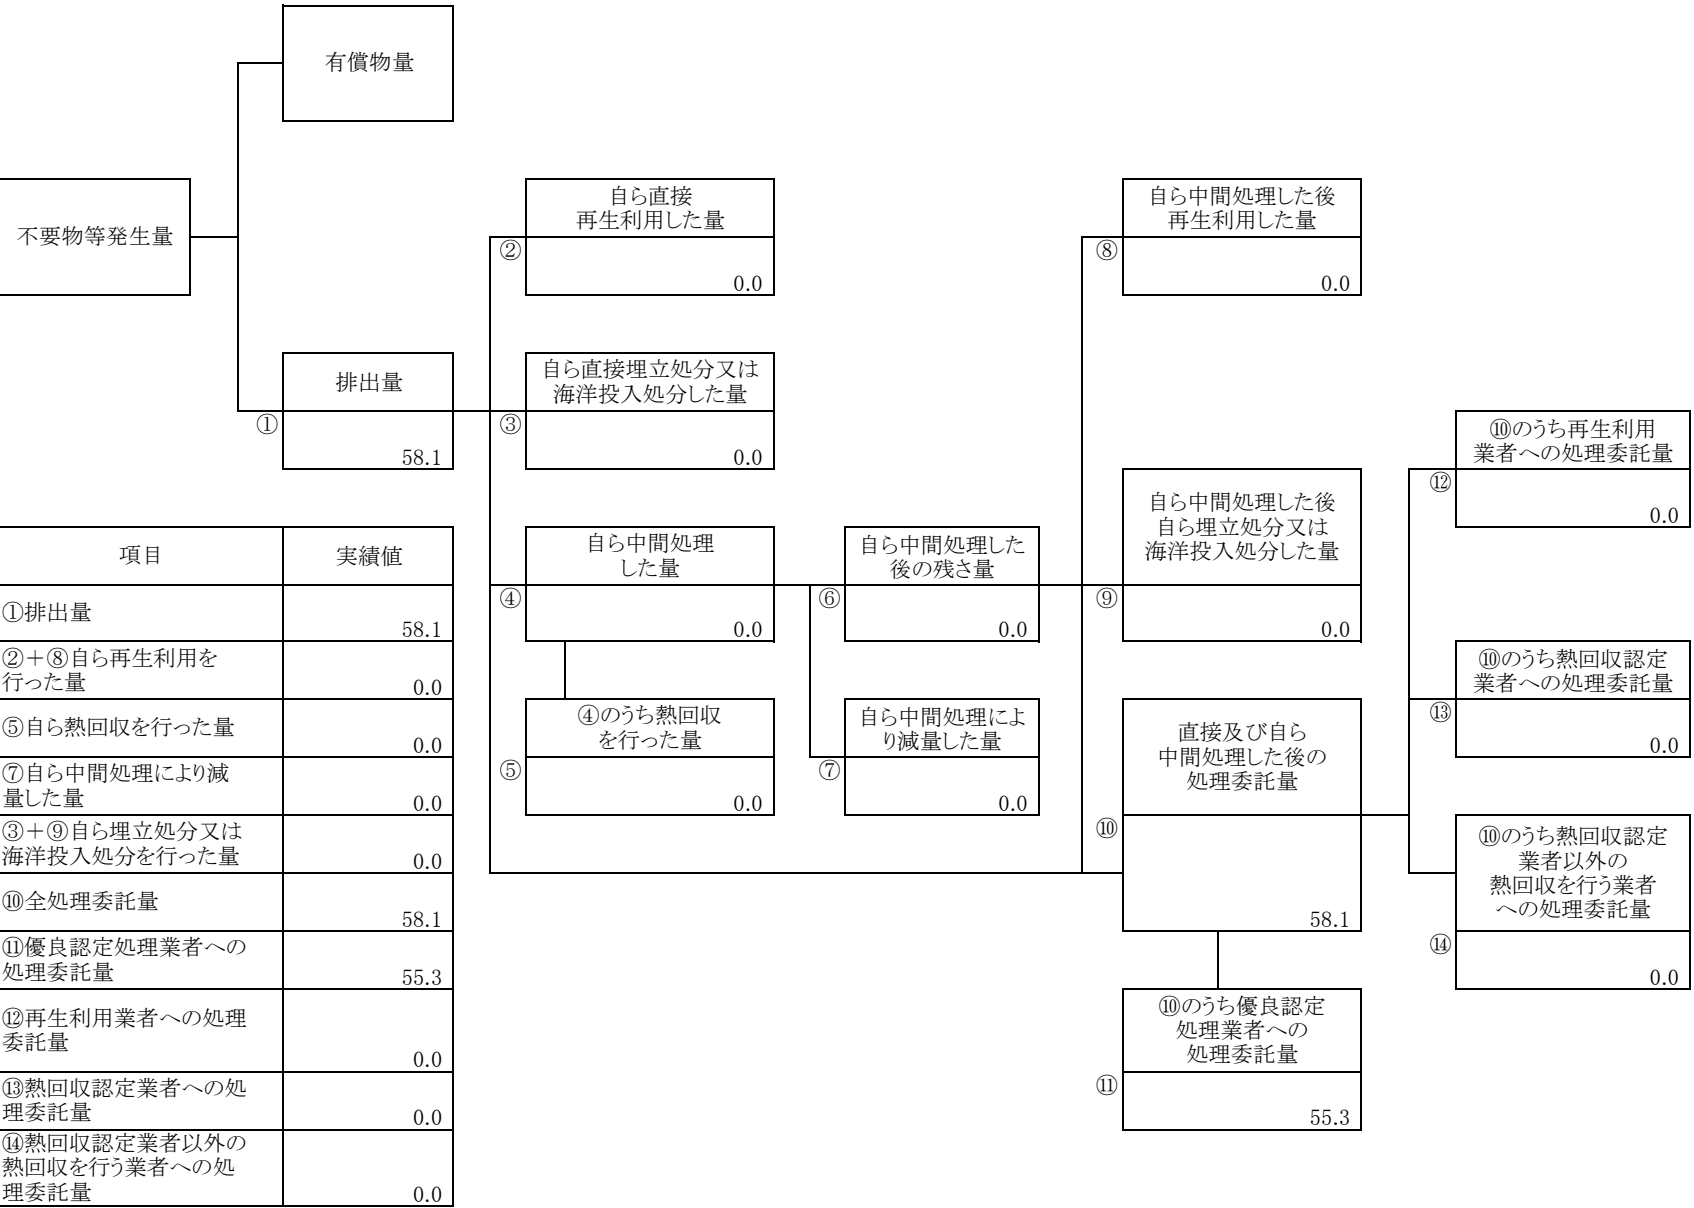 有償物量
不要物等発生量
自ら直接
再生利用した量
②
0.0
自ら中間処理した後
再生利用した量
⑧
0.0
排出量
①
58.1
自ら直接埋立処分又は
海洋投入処分した量
③
0.0
⑩のうち再生利用
業者への処理委託量
⑫
0.0
自ら中間処理
した量
④
0.0
自ら中間処理した
後の残さ量
⑥
0.0
自ら中間処理した後
自ら埋立処分又は
海洋投入処分した量
⑨
0.0
⑩のうち熱回収認定
業者への処理委託量
⑬
0.0
④のうち熱回収
を行った量
⑤
0.0
自ら中間処理によ
り減量した量
⑦
0.0
直接及び自ら
中間処理した後の
処理委託量
⑩
58.1
⑩のうち熱回収認定
業者以外の
熱回収を行う業者
への処理委託量
⑭
0.0
⑩のうち優良認定
処理業者への
処理委託量
⑪
55.3
項目 実績値
①排出量
58.1
②＋⑧自ら再生利用を
行った量
0.0
⑤自ら熱回収を行った量
0.0
⑦自ら中間処理により減
量した量
0.0
③＋⑨自ら埋立処分又は
海洋投入処分を行った量
0.0
⑩全処理委託量
58.1
⑪優良認定処理業者への
処理委託量
55.3
⑫再生利用業者への処理
委託量
0.0
⑬熱回収認定業者への処
理委託量
0.0
⑭熱回収認定業者以外の
熱回収を行う業者への処
理委託量
0.0